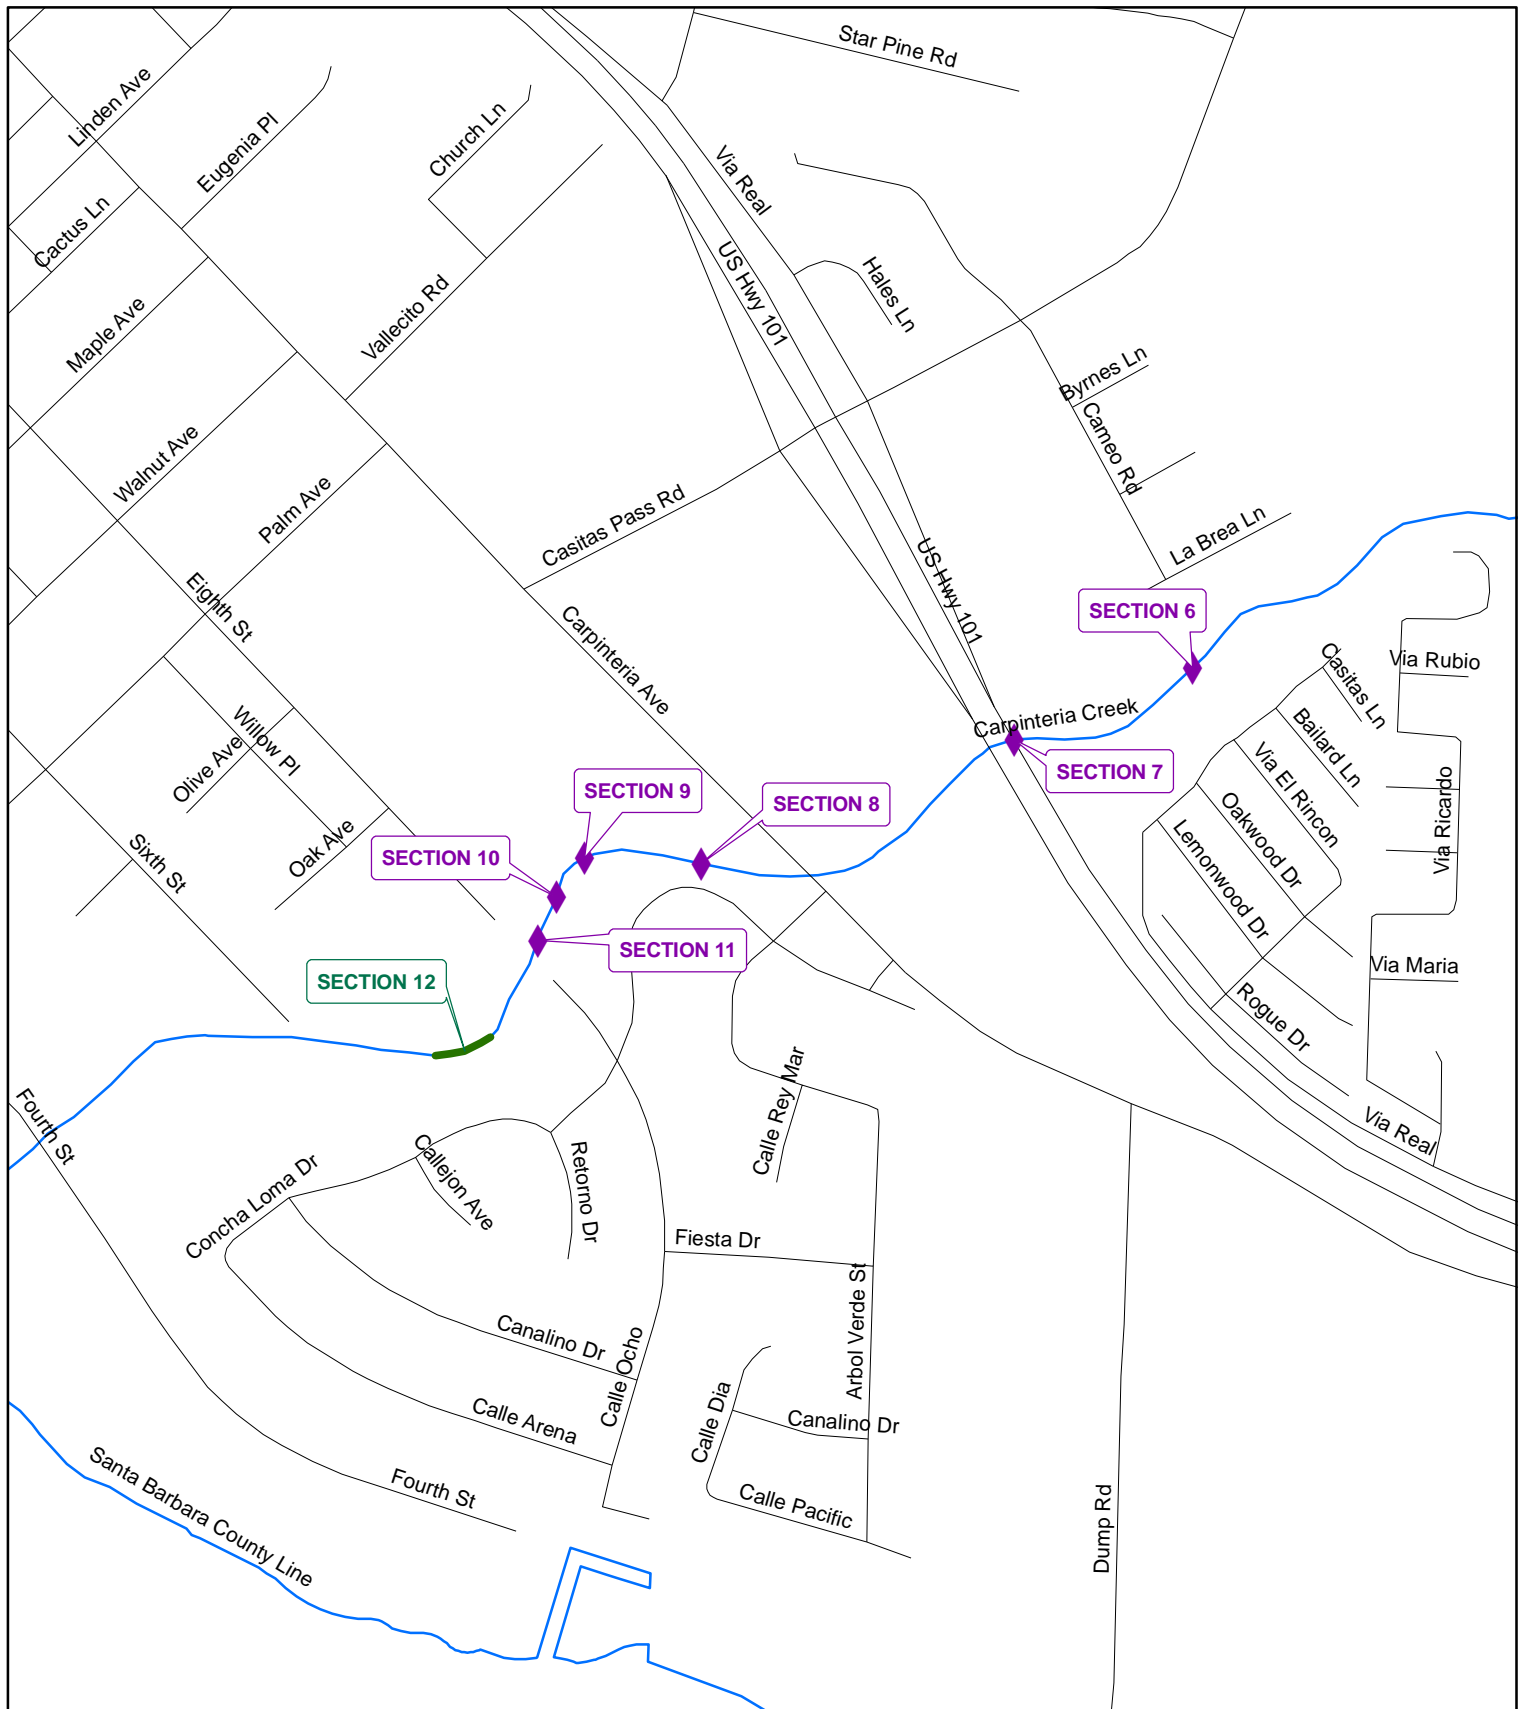 Star Pine Rd
Linden Ave
Eugenia Pl
Church Ln
Via Real
Cactus Ln
US Hwy 101
Hales Ln
Maple Ave
Vallecito Rd
Byrnes Ln
Cameo Rd
Walnut Ave
Palm Ave
Casitas Pass Rd
La Brea Ln
US Hwy 101
Eighth St
Carpinteria Ave
SECTION 6
Casitas Ln
Via Rubio
Carpinteria Creek
Bailard Ln
Willow Pl
Olive Ave
SECTION 7
Via El Rincon
SECTION 9
SECTION 8
Via Ricardo
Oakwood Dr
Oak Ave
SECTION 10
Sixth St
Lemonwood Dr
SECTION 11
Via Maria
SECTION 12
Rogue Dr
Calle Rey Mar
Fourth St
Via Real
Callejon Ave
Retorno Dr
Concha Loma Dr
Fiesta Dr
Arbol Verde St
Canalino Dr
Calle Ocho
Calle Dia
Canalino Dr
Calle Arena
Santa Barbara County Line
Fourth St
Calle Pacific
Dump Rd